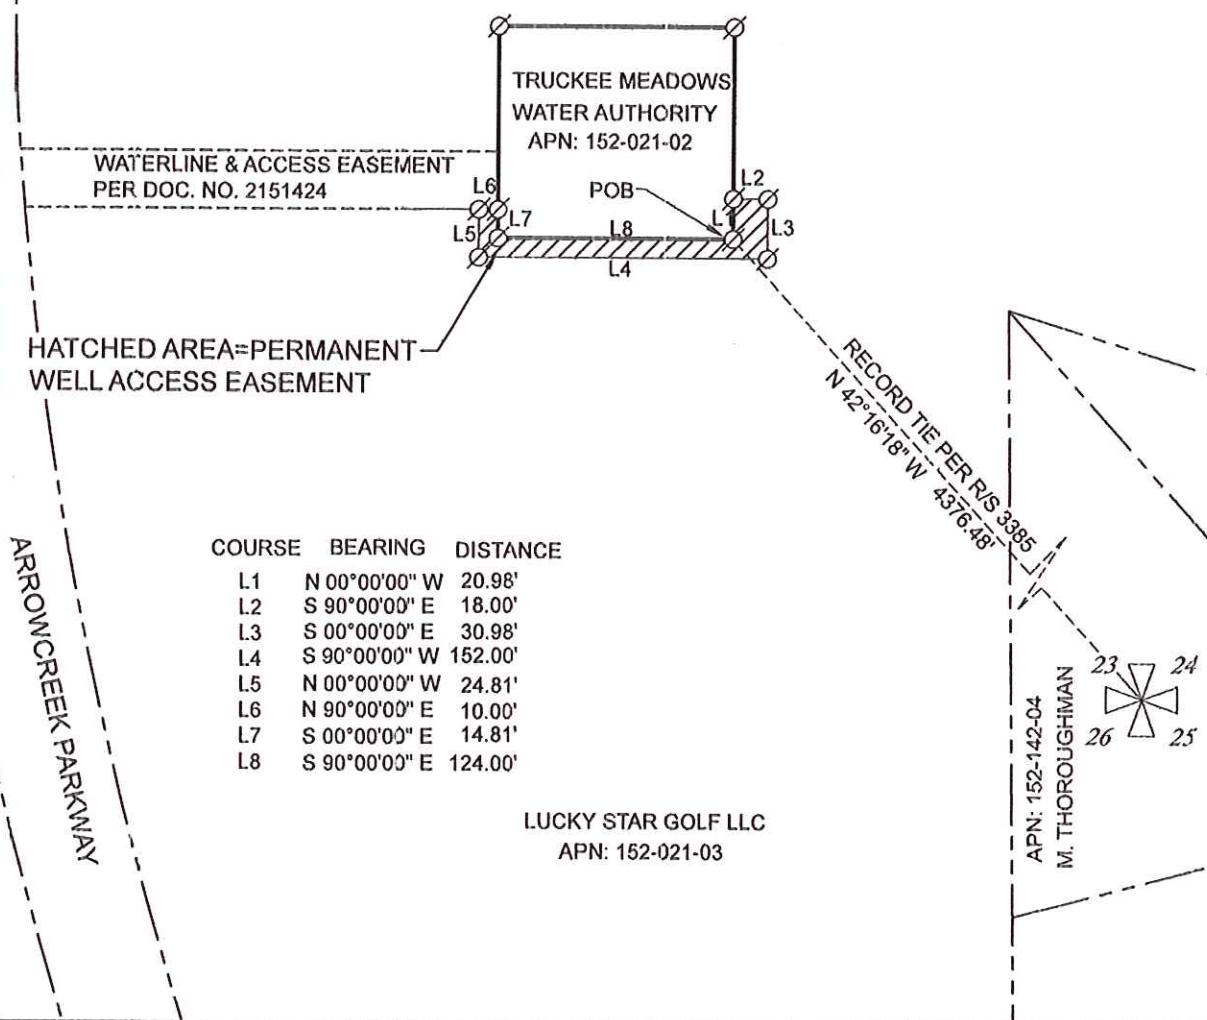 TRUCKEE MEADOWS
WATER AUTHORITY
APN: 152-021-02
WATERLINE & ACCESS EASEMENT
PER DOC. NO. 2151424
L6
L2
POB
L7
L1
L8
L3
L5
L4
HATCHED AREA=PERMANENT
WELL ACCESS EASEMENT
RECORD TIE PER R/S 3385
N 42°16'18" W 4376.48'
COURSE BEARING DISTANCE
L1 N 00°00'00" W 20.98'
L2 S 90°00'00" E 18.00'
L3 S 00°00'00" E 30.98'
L4 S 90°00'00" W 152.00'
L5 N 00°00'00" W 24.81'
L6 N 90°00'00" E 10.00'
L7 S 00°00'00" E 14.81'
L8 S 90°00'00" E 124.00'
ARROWCREEK PARKWAY
23 24
26 25
APN: 152-142-04
M. THOROUGHMAN
LUCKY STAR GOLF LLC
APN: 152-021-03